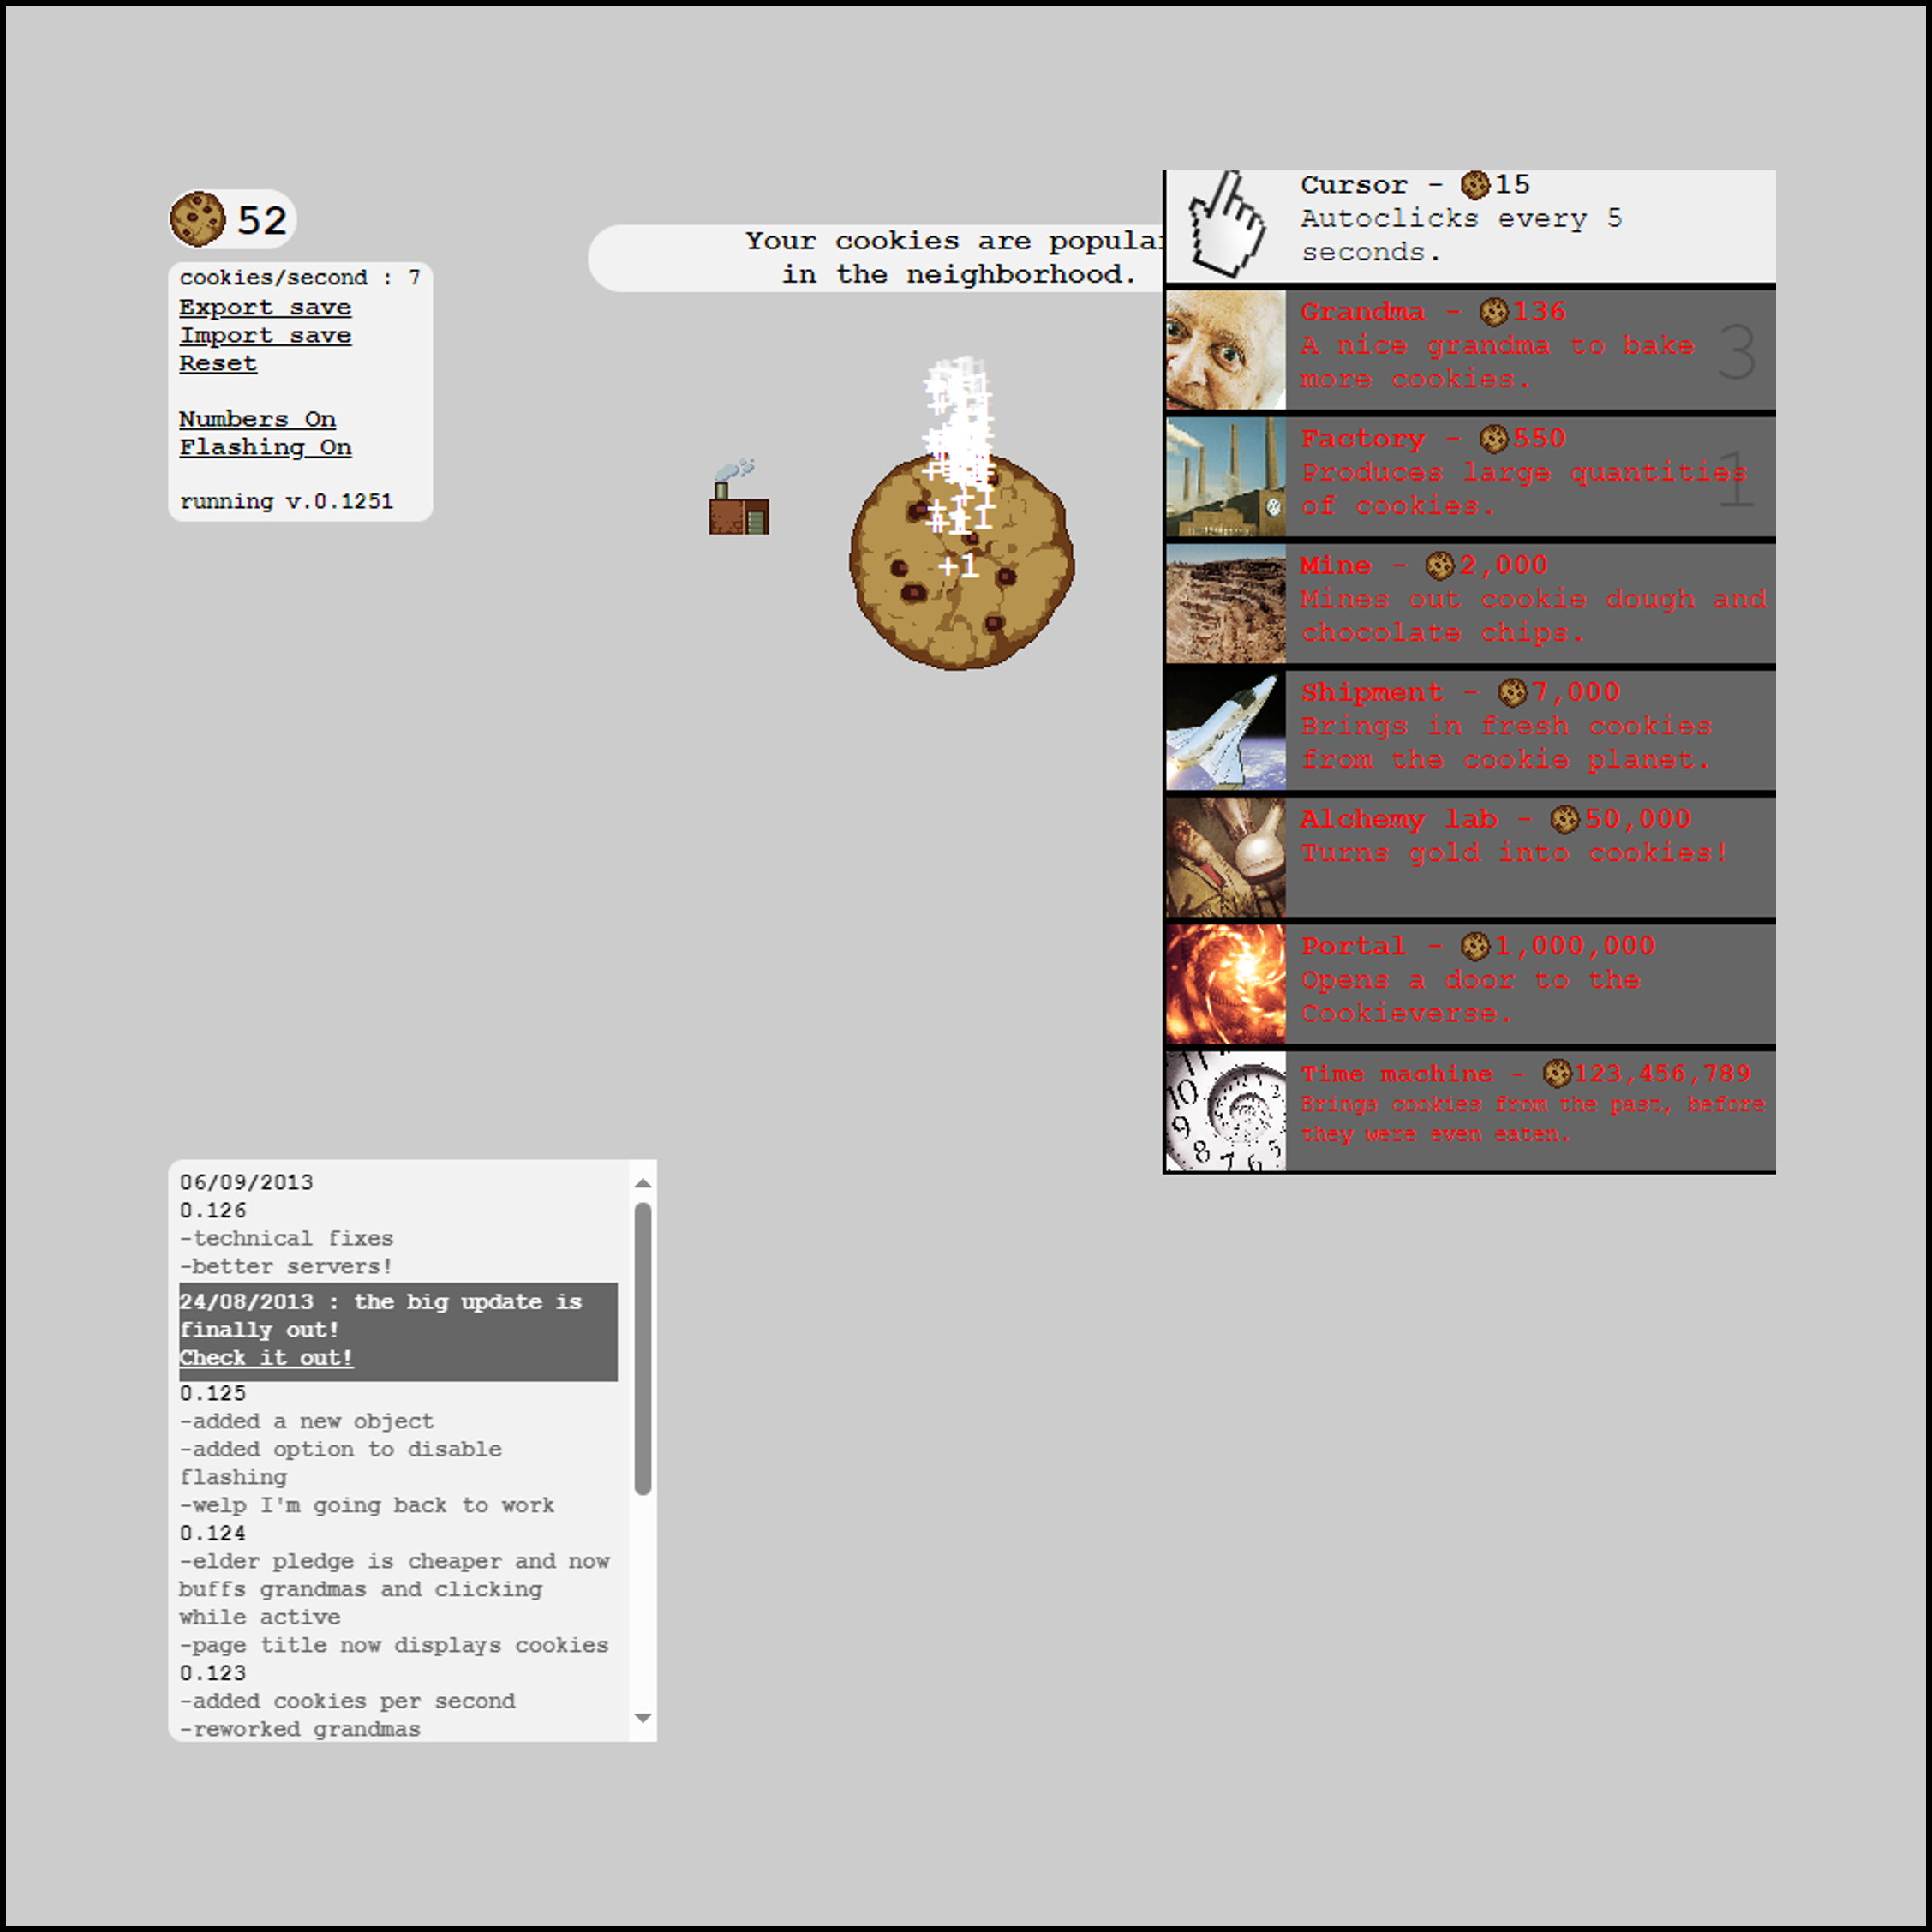 52
cookies/second : 7
Export save
Import save
Reset
Numbers On
Flashing On
running v.0.1251
Your cookies are popular
in the neighborhood.
+1
+1
+1
Cursor - 15
Autoclicks every 5
seconds.
Grandma - 136
A nice grandma to bake
more cookies.
3
Factory - 550
Produces large quantities
of cookies.
1
Mine - 2,000
Mines out cookie dough and
chocolate chips.
Shipment - 7,000
Brings in fresh cookies
from the cookie planet.
Alchemy lab - 50,000
Turns gold into cookies!
Portal - 1,000,000
Opens a door to the
Cookieverse.
Time machine - 123,456,789
Brings cookies from the past, before
they were even eaten.
06/09/2013
0.126
-technical fixes
-better servers!
24/08/2013 : the big update is
finally out!
Check it out!
0.125
-added a new object
-added option to disable
flashing
-welp I'm going back to work
0.124
-elder pledge is cheaper and now
buffs grandmas and clicking
while active
-page title now displays cookies
0.123
-added cookies per second
-reworked grandmas